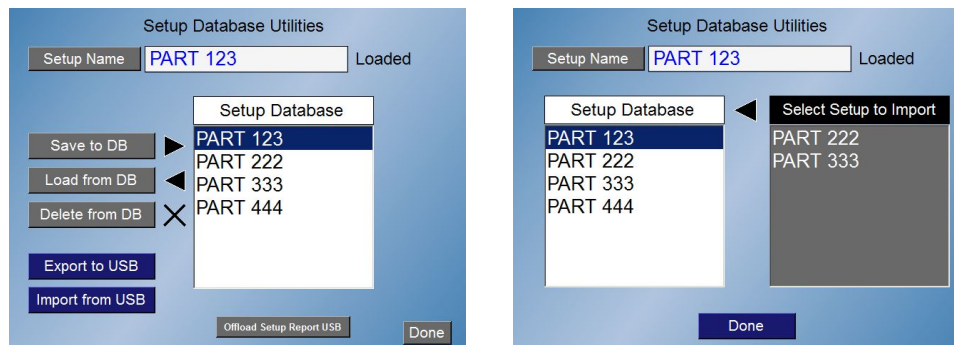 Setup Database Utilities
Setup Name PART 123 Loaded
Setup Database
Save to DB
Load from DB
Delete from DB
PART 123
PART 222
PART 333
PART 444
Export to USB
Import from USB
Offload Setup Report USB
Done
Setup Database Utilities
Setup Name PART 123 Loaded
Setup Database
PART 123
PART 222
PART 333
PART 444
Select Setup to Import
PART 222
PART 333
Done